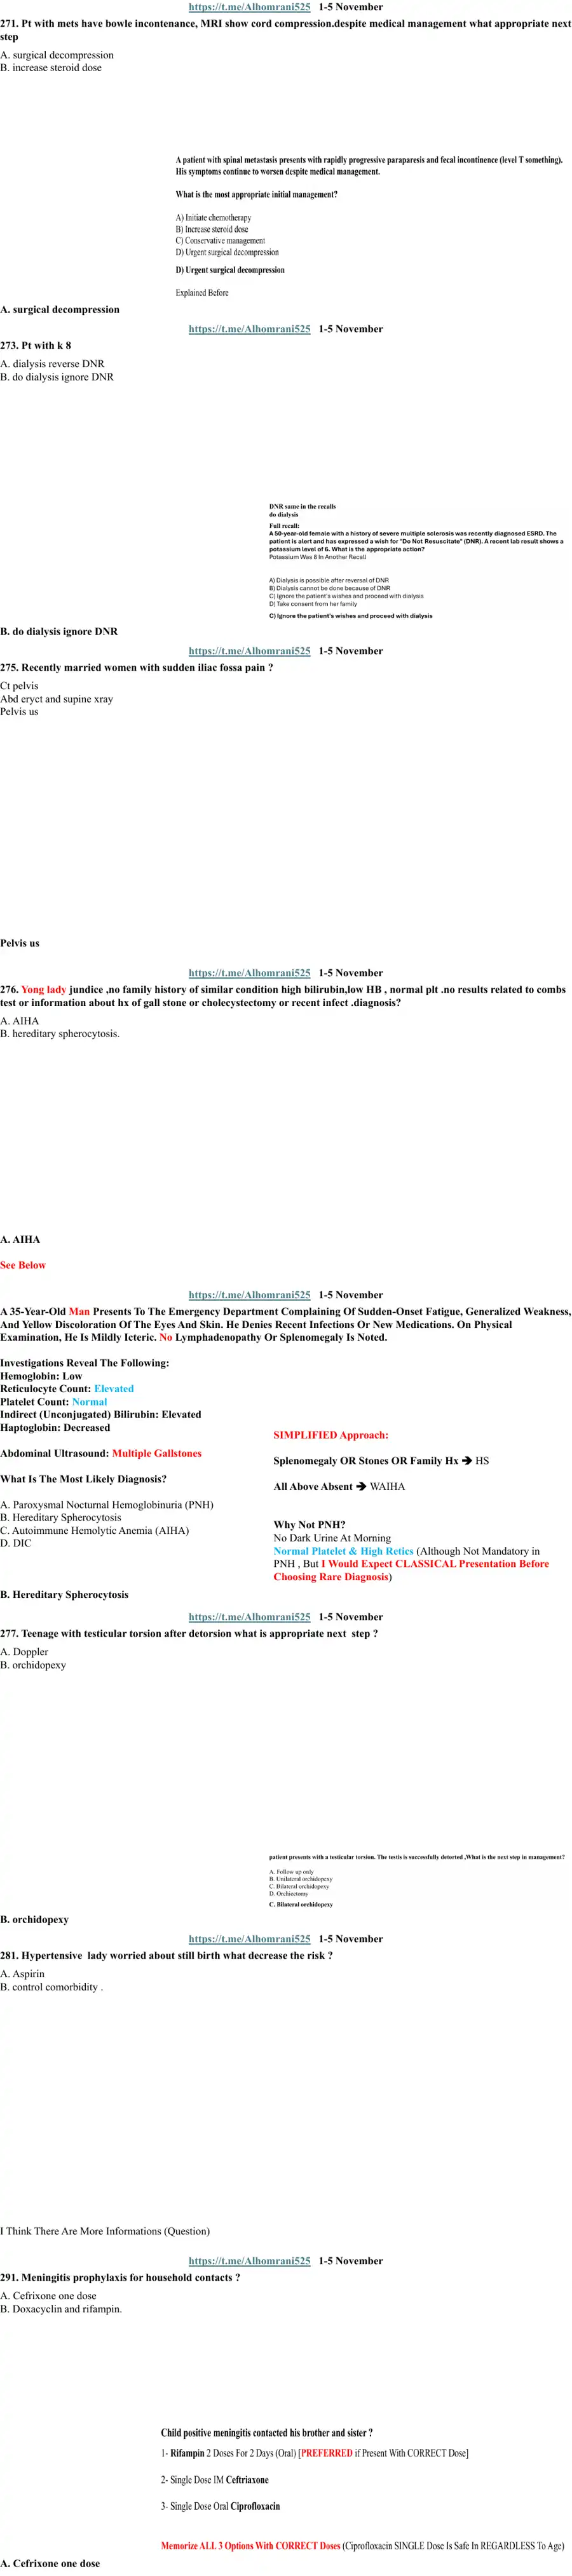 https://t.me/Alhomrani525 1-5 November
271. Pt with mets have bowle incontenance, MRI show cord compression.despite medical management what appropriate next
step
A. surgical decompression
B. increase steroid dose
A patient with spinal metastasis presents with rapidly progressive paraparesis and fecal incontinence (level T something).
His symptoms continue to worsen despite medical management.
What is the most appropriate initial management?
A) Initiate chemotherapy
B) Increase steroid dose
C) Conservative management
D) Urgent surgical decompression
D) Urgent surgical decompression
Explained Before
A. surgical decompression
https://t.me/Alhomrani525 1-5 November
273. Pt with k 8
A. dialysis reverse DNR
B. do dialysis ignore DNR
DNR same in the recalls
do dialysis
Full recall:
A 50-year-old female with a history of severe multiple sclerosis was recently diagnosed ESRD. The
patient is alert and has expressed a wish for "Do Not Resuscitate" (DNR). A recent lab result shows a
potassium level of 6. What is the appropriate action?
Potassium Was 8 In Another Recall
A) Dialysis is possible after reversal of DNR
B) Dialysis cannot be done because of DNR
C) Ignore the patient's wishes and proceed with dialysis
D) Take consent from her family
C) Ignore the patient's wishes and proceed with dialysis
B. do dialysis ignore DNR
https://t.me/Alhomrani525 1-5 November
275. Recently married women with sudden iliac fossa pain ?
Ct pelvis
Abd eryct and supine xray
Pelvis us
Pelvis us
https://t.me/Alhomrani525 1-5 November
276. Yong lady jundice ,no family history of similar condition high bilirubin,low HB , normal plt .no results related to combs
test or information about hx of gall stone or cholecystectomy or recent infect .diagnosis?
A. AIHA
B. hereditary spherocytosis.
A. AIHA
See Below
https://t.me/Alhomrani525 1-5 November
A 35-Year-Old Man Presents To The Emergency Department Complaining Of Sudden-Onset Fatigue, Generalized Weakness,
And Yellow Discoloration Of The Eyes And Skin. He Denies Recent Infections Or New Medications. On Physical
Examination, He Is Mildly Icteric. No Lymphadenopathy Or Splenomegaly Is Noted.
Investigations Reveal The Following:
Hemoglobin: Low
Reticulocyte Count: Elevated
Platelet Count: Normal
Indirect (Unconjugated) Bilirubin: Elevated
Haptoglobin: Decreased
Abdominal Ultrasound: Multiple Gallstones
What Is The Most Likely Diagnosis?
A. Paroxysmal Nocturnal Hemoglobinuria (PNH)
B. Hereditary Spherocytosis
C. Autoimmune Hemolytic Anemia (AIHA)
D. DIC
SIMPLIFIED Approach:
Splenomegaly OR Stones OR Family Hx ➔ HS
All Above Absent ➔ WAIHA
Why Not PNH?
No Dark Urine At Morning
Normal Platelet & High Retics (Although Not Mandatory in
PNH , But I Would Expect CLASSICAL Presentation Before
Choosing Rare Diagnosis)
B. Hereditary Spherocytosis
https://t.me/Alhomrani525 1-5 November
277. Teenage with testicular torsion after detorsion what is appropriate next step ?
A. Doppler
B. orchidopexy
patient presents with a testicular torsion. The testis is successfully detorted ,What is the next step in management?
A. Follow up only
B. Unilateral orchidopexy
C. Bilateral orchidopexy
D. Orchiectomy
C. Bilateral orchidopexy
B. orchidopexy
https://t.me/Alhomrani525 1-5 November
281. Hypertensive lady worried about still birth what decrease the risk ?
A. Aspirin
B. control comorbidity .
I Think There Are More Informations (Question)
https://t.me/Alhomrani525 1-5 November
291. Meningitis prophylaxis for household contacts ?
A. Cefrixone one dose
B. Doxacyclin and rifampin.
Child positive meningitis contacted his brother and sister ?
1- Rifampin 2 Doses For 2 Days (Oral) [PREFERRED if Present With CORRECT Dose]
2- Single Dose IM Ceftriaxone
3- Single Dose Oral Ciprofloxacin
Memorize ALL 3 Options With CORRECT Doses (Ciprofloxacin SINGLE Dose Is Safe In REGARDLESS To Age)
A. Cefrixone one dose